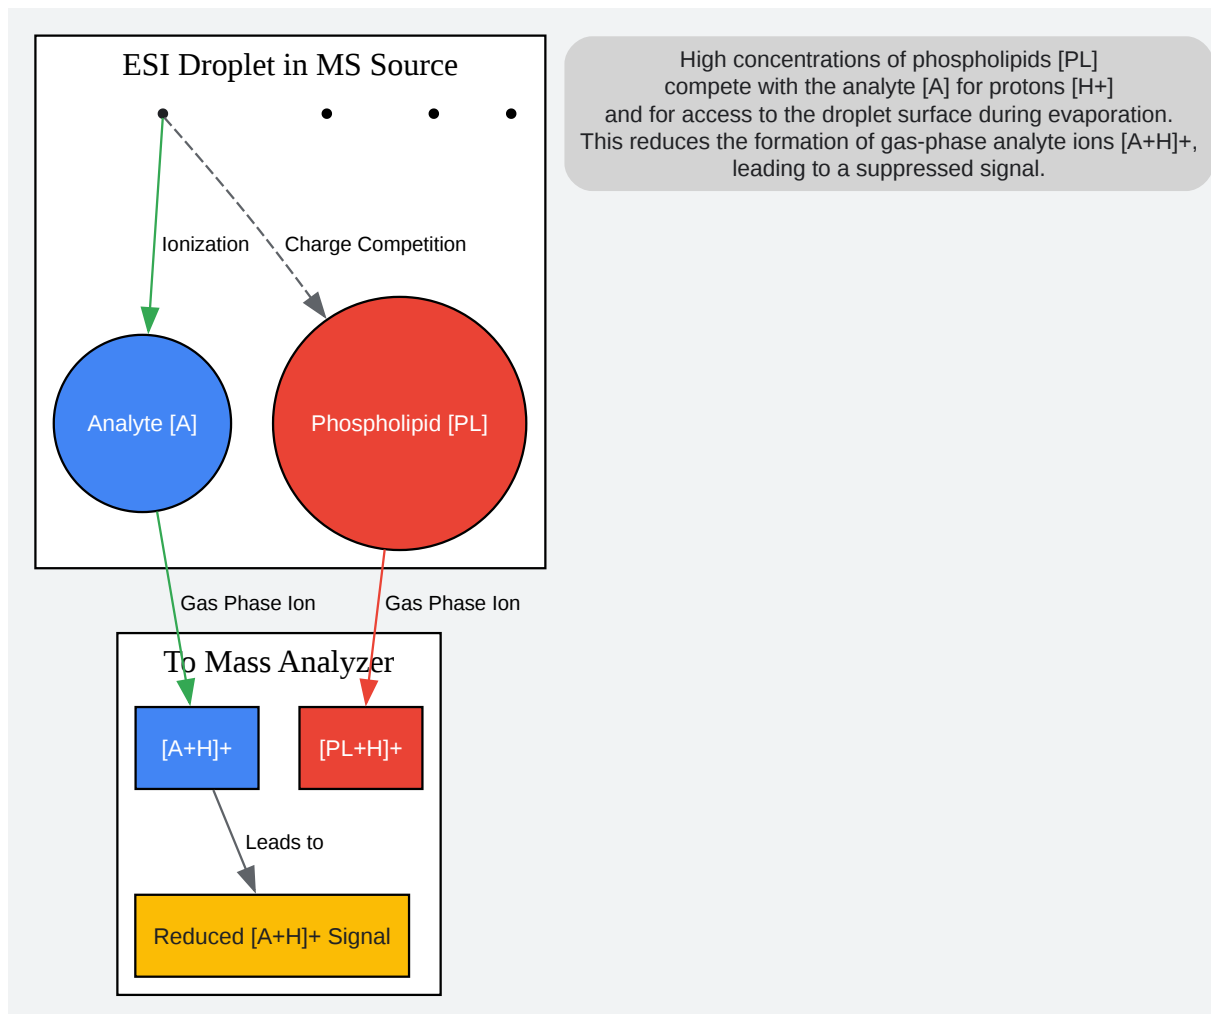 ESI Droplet in MS Source
High concentrations of phospholipids [PL]
compete with the analyte [A] for protons [H+]
and for access to the droplet surface during evaporation.
This reduces the formation of gas-phase analyte ions [A+H]+,
leading to a suppressed signal.
Ionization
Charge Competition
Analyte [A]
Phospholipid [PL]
Gas Phase Ion
Gas Phase Ion
To Mass Analyzer
[A+H]+
[PL+H]+
Leads to
Reduced [A+H]+ Signal